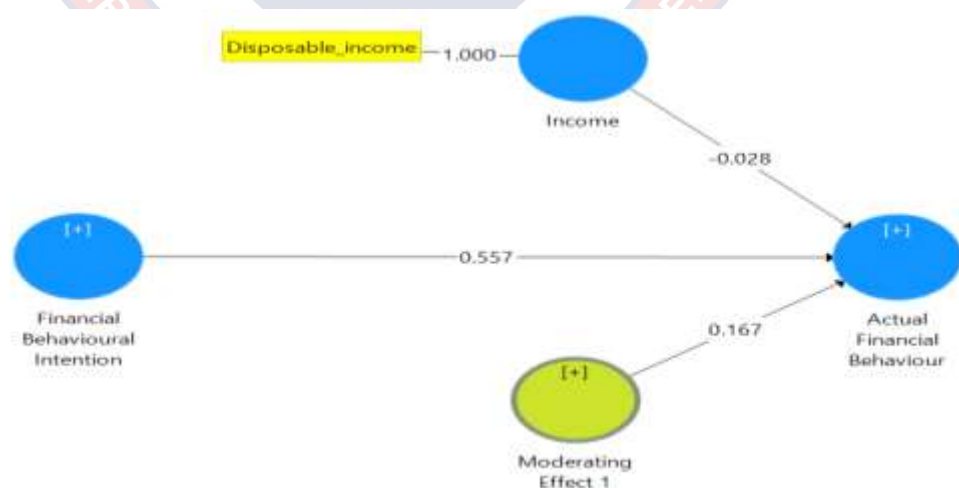 Disposable_income
1.000
Income
-0.028
[+]
[+]
0.557
Financial
Behavioural
Intention
Actual
Financial
Behaviour
0.167
[+]
Moderating
Effect 1